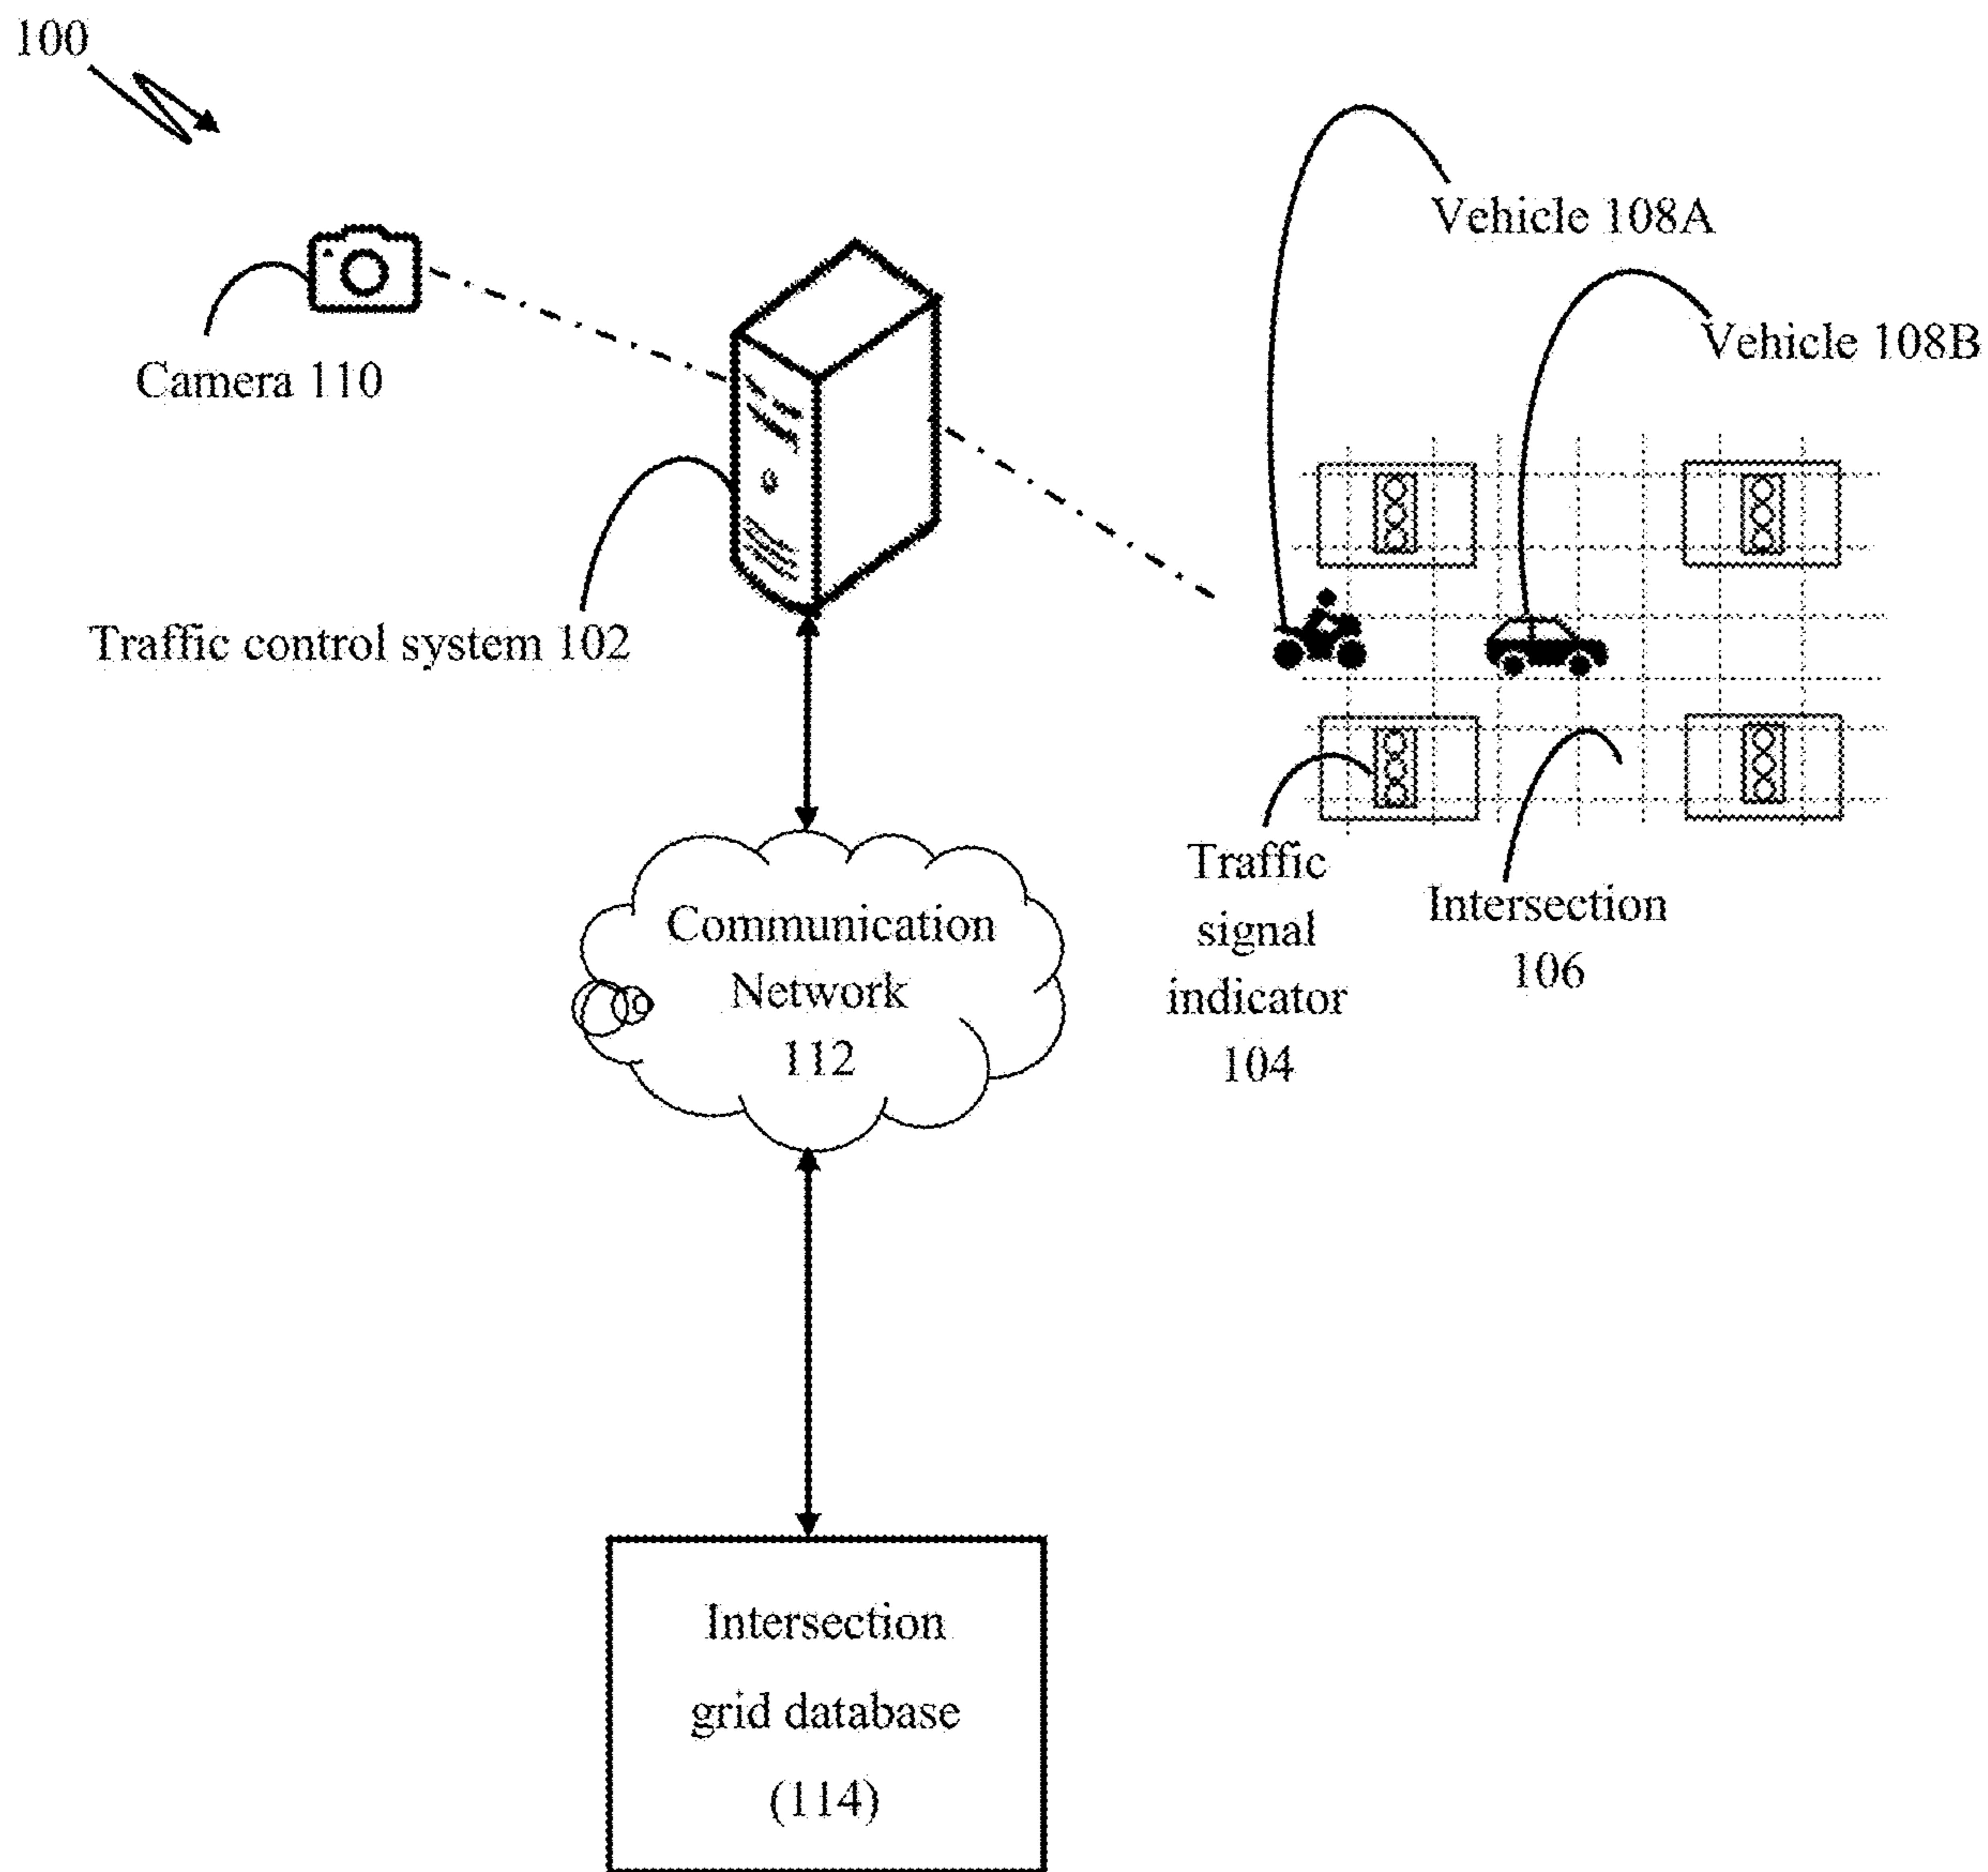 100
Vehicle 108A
Vehicle 108B
Camera 110
Traffic control system 102
Traffic
signal
indicator
104
Intersection
106
Communication
Network
112
Intersection
grid database
(114)